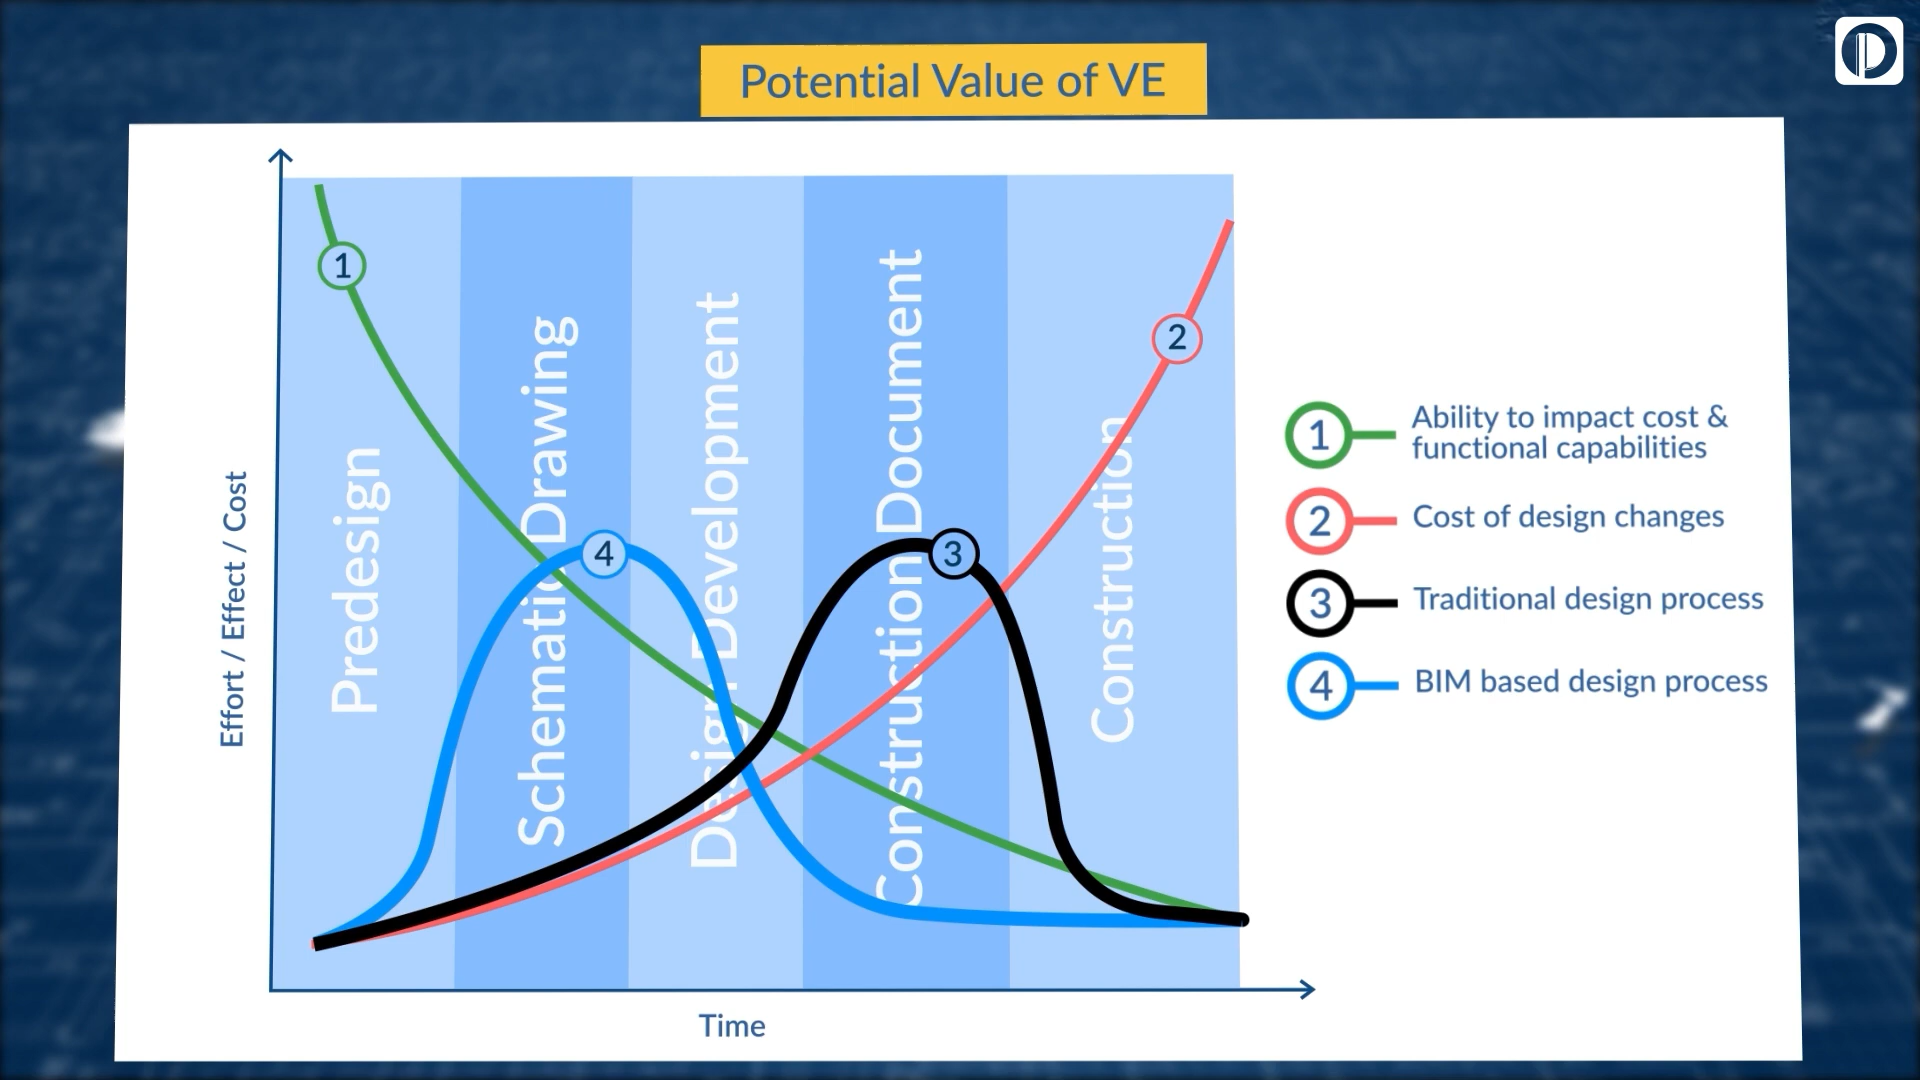 Potential Value of VE
Effort / Effect / Cost
Predesign
Schematic Drawing
Design Development
Construction Document
Construction
1
2
3
4
1
Ability to impact cost &
functional capabilities
2
Cost of design changes
3
Traditional design process
4
BIM based design process
Time